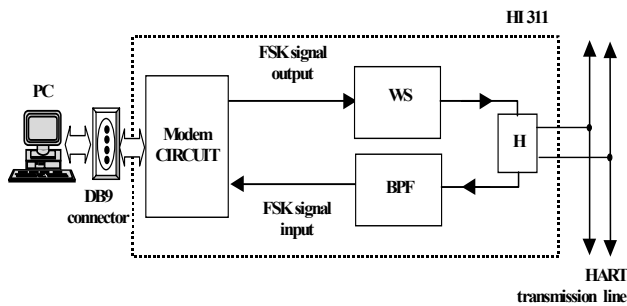 HI 311
FSK signal
output
PC
WS
Modem
CIRCUIT
H
BPF
DB9
connector
FSK signal
input
HART
transmission line